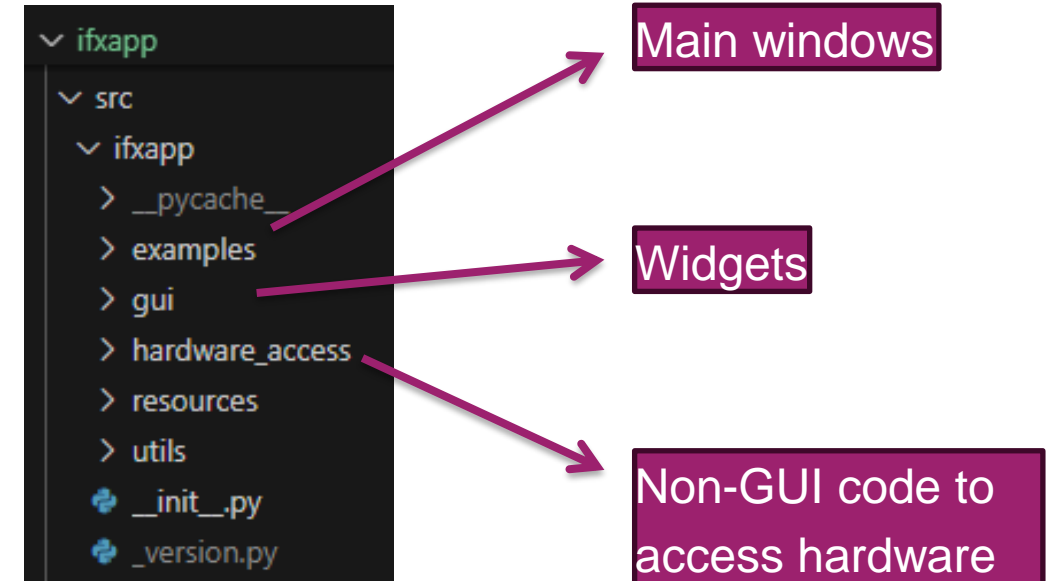 ifxapp
src
ifxapp
__pycache__
examples
gui
hardware_access
resources
utils
__init__.py
_version.py
Main windows
Widgets
Non-GUI code to
access hardware